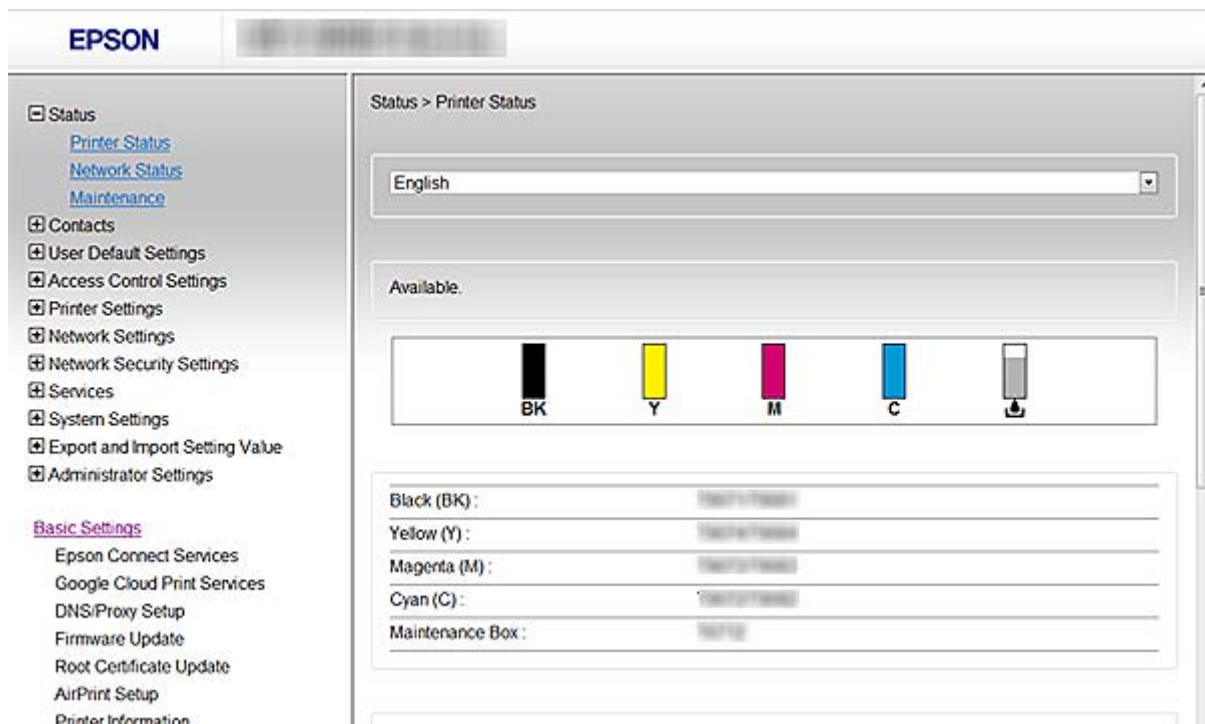 EPSON
Status
Printer Status
Network Status
Maintenance
Contacts
User Default Settings
Access Control Settings
Printer Settings
Network Settings
Network Security Settings
Services
System Settings
Export and Import Setting Value
Administrator Settings
Basic Settings
Epson Connect Services
Google Cloud Print Services
DNS/Proxy Setup
Firmware Update
Root Certificate Update
AirPrint Setup
Printer Information
Status > Printer Status
English
Available.
BK Y M C
Black (BK) :
Yellow (Y) :
Magenta (M) :
Cyan (C) :
Maintenance Box :